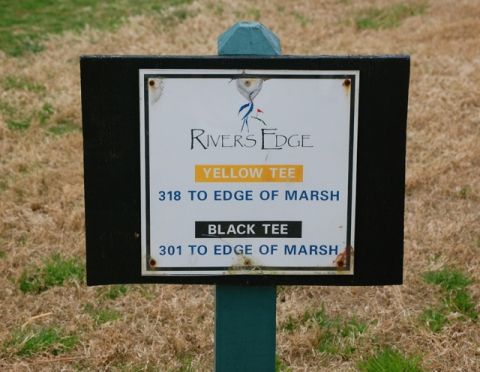 RIVERS EDGE
YELLOW TEE
318 TO EDGE OF MARSH
BLACK TEE
301 TO EDGE OF MARSH